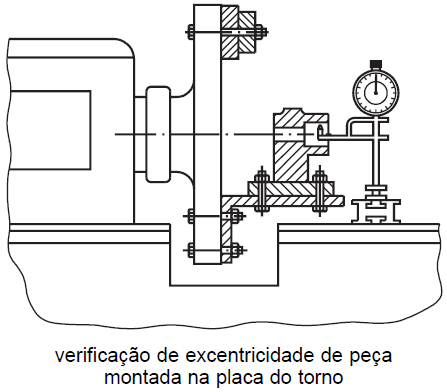 verificação de excentricidade de peça
montada na placa do torno